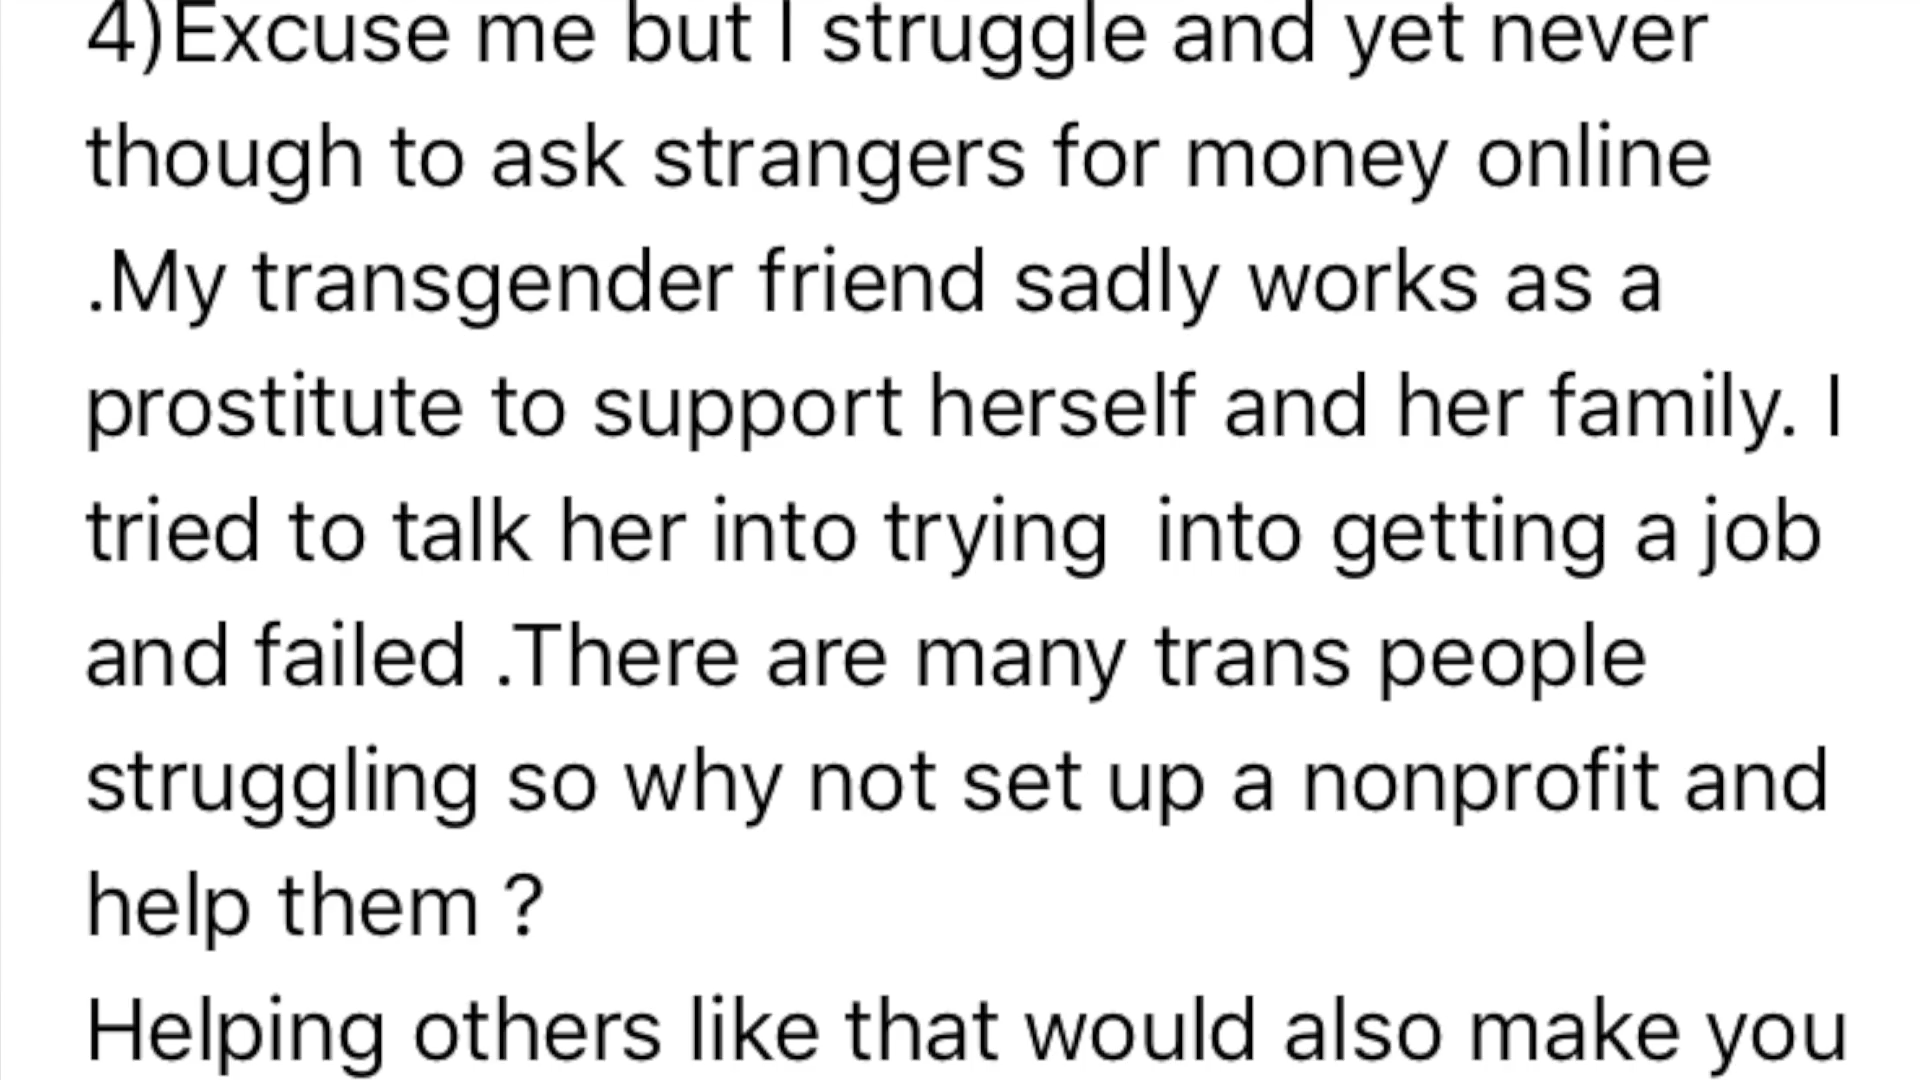 4)Excuse me but I struggle and yet never
though to ask strangers for money online
.My transgender friend sadly works as a
prostitute to support herself and her family. I
tried to talk her into trying  into getting a job
and failed .There are many trans people
struggling so why not set up a nonprofit and
help them ?
Helping others like that would also make you